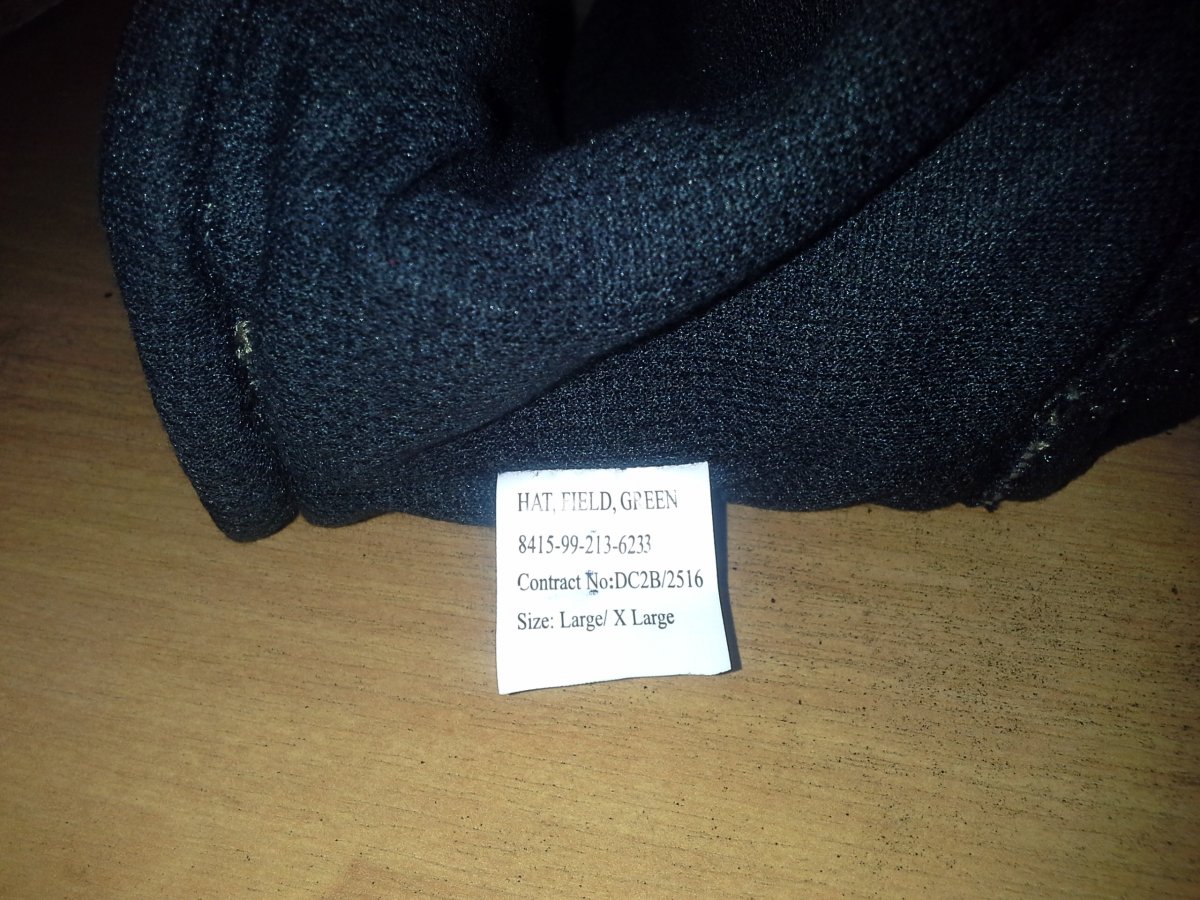 HAT, FIELD, GREEN
8415-99-213-6233
Contract No:DC2B/2516
Size: Large/ X Large